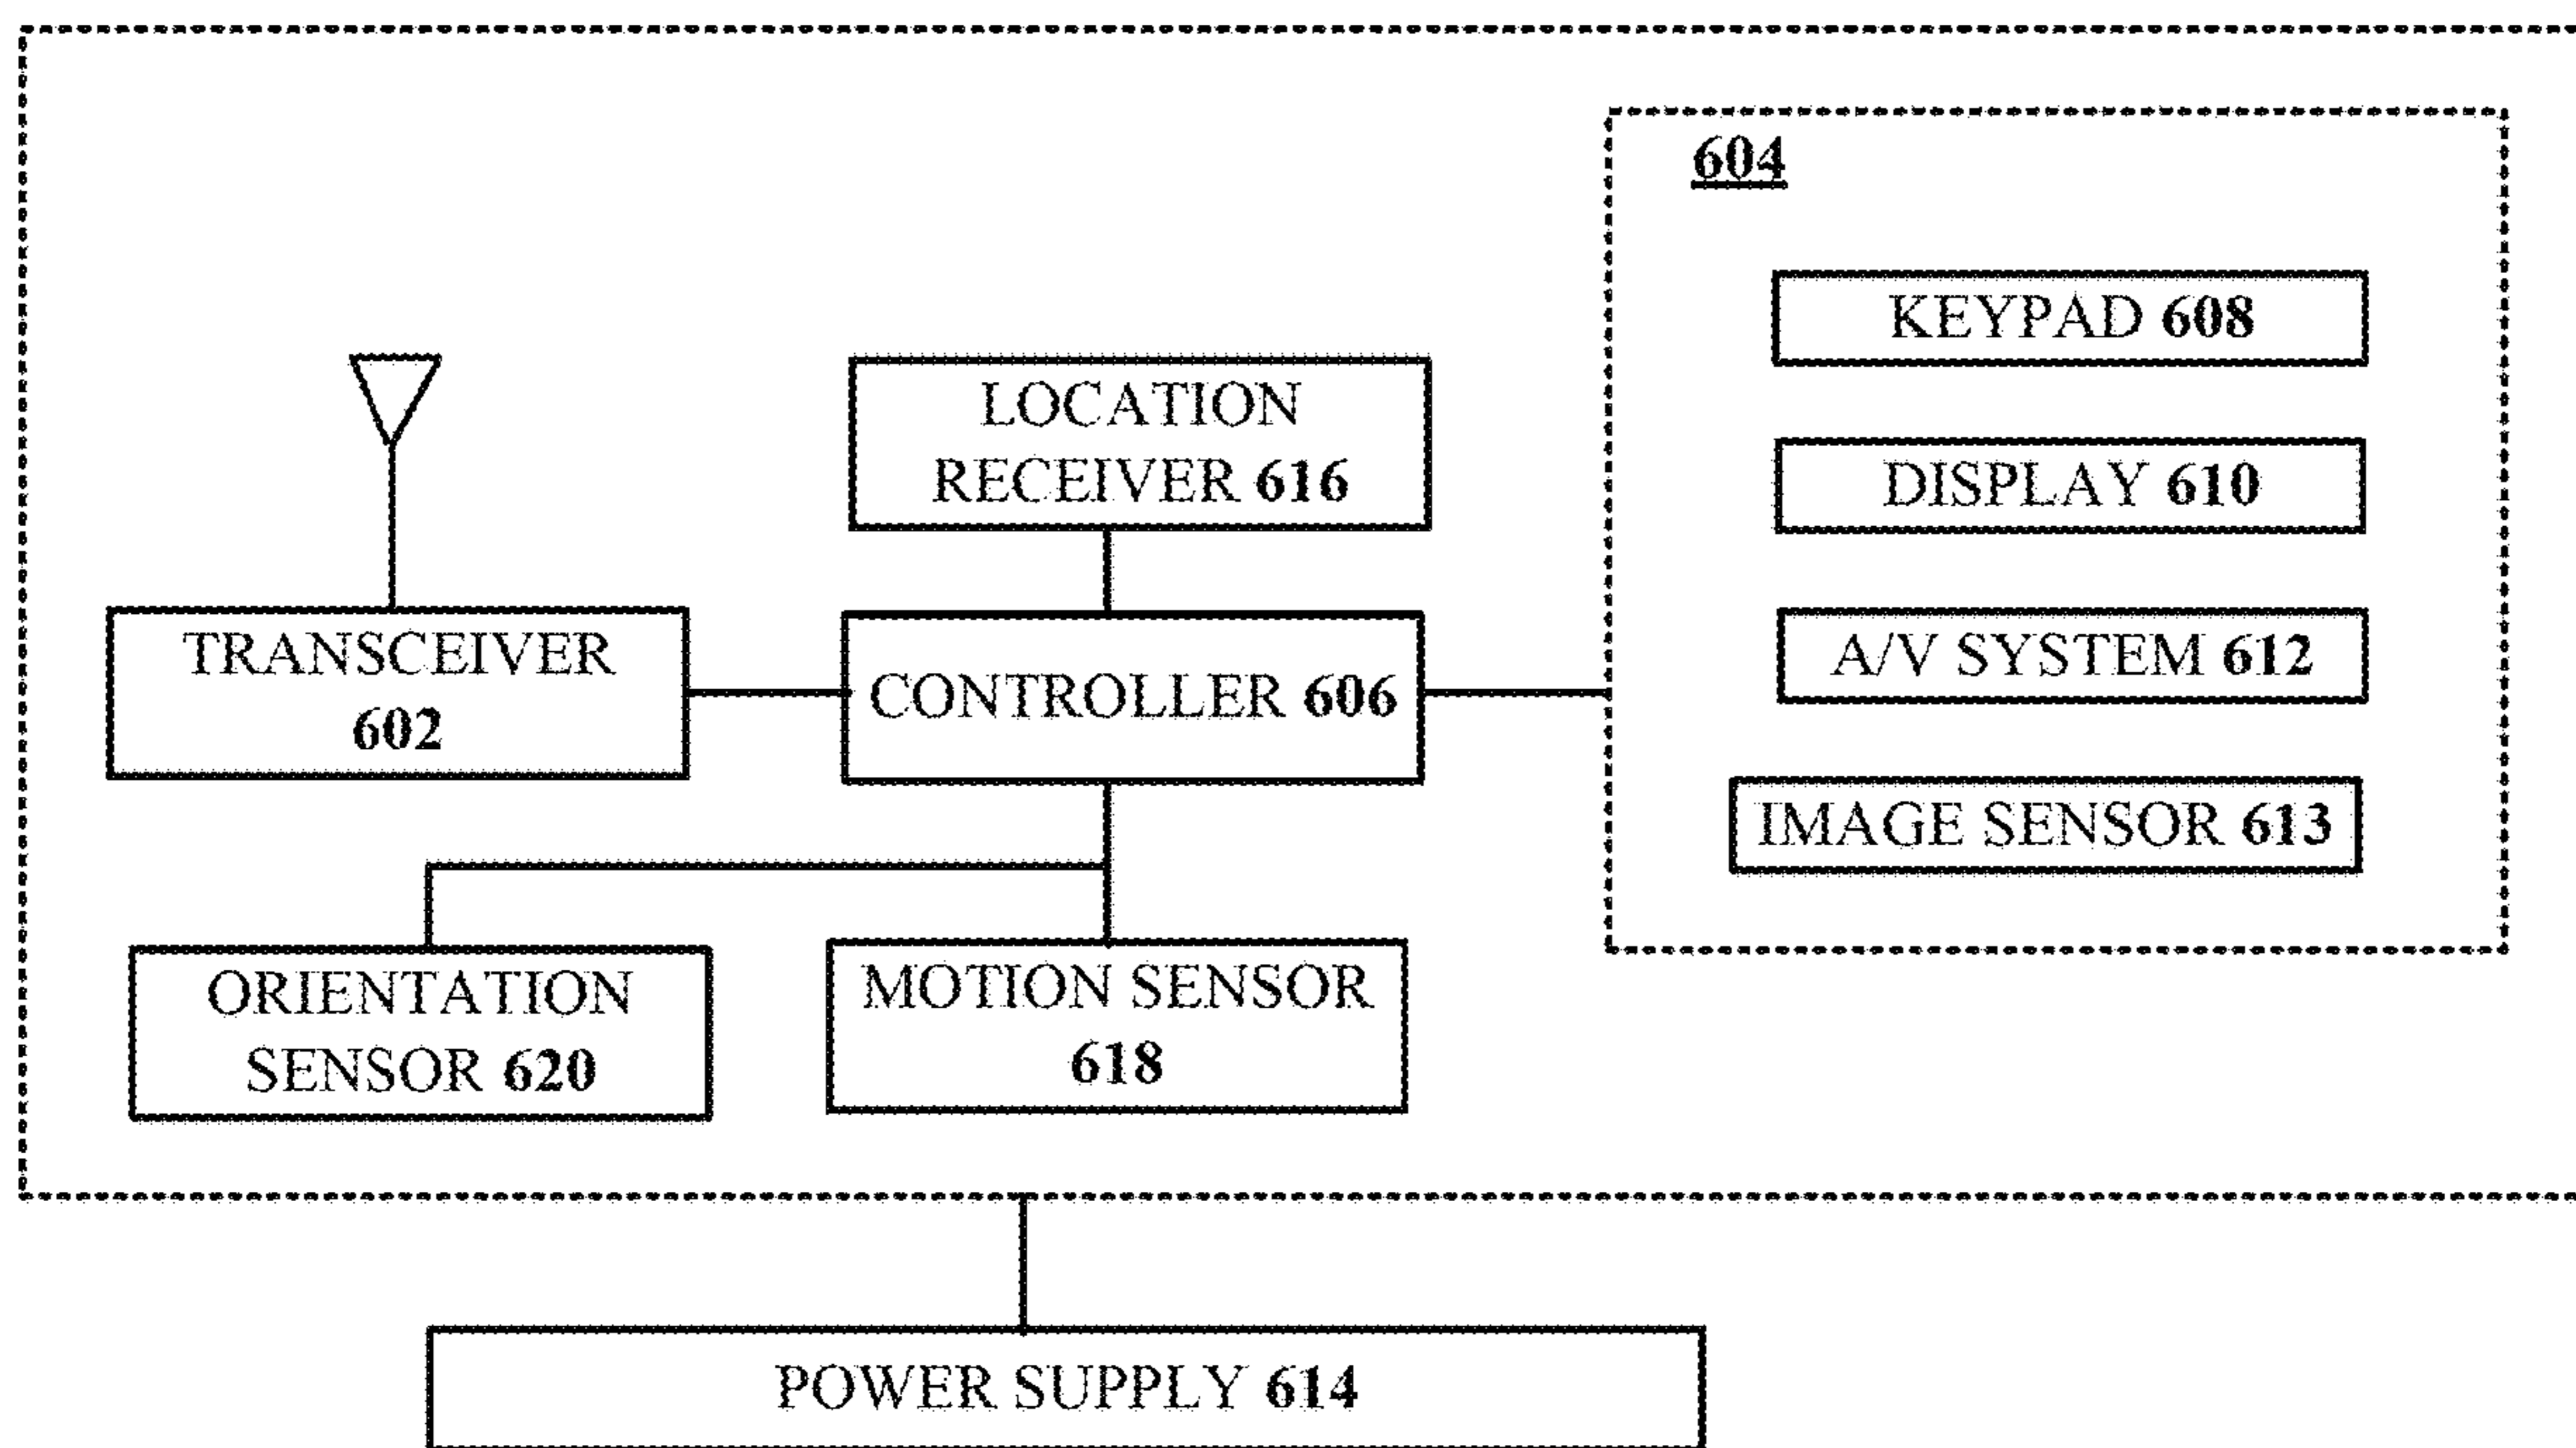 604
KEYPAD 608
LOCATION
RECEIVER 616
DISPLAY 610
TRANSCEIVER
602
CONTROLLER 606
A/V SYSTEM 612
IMAGE SENSOR 613
ORIENTATION
SENSOR 620
MOTION SENSOR
618
POWER SUPPLY 614